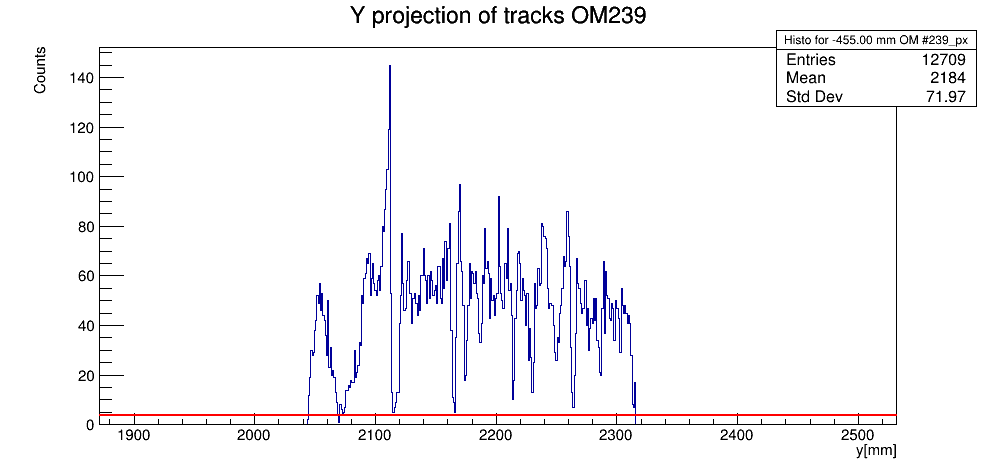 Y projection of tracks OM239
Histo for -455.00 mm OM #239_px
Entries 12709
Mean 2184
Std Dev 71.97
Counts
140
120
100
80
60
40
20
0
1900 2000 2100 2200 2300 2400 2500
y[mm]